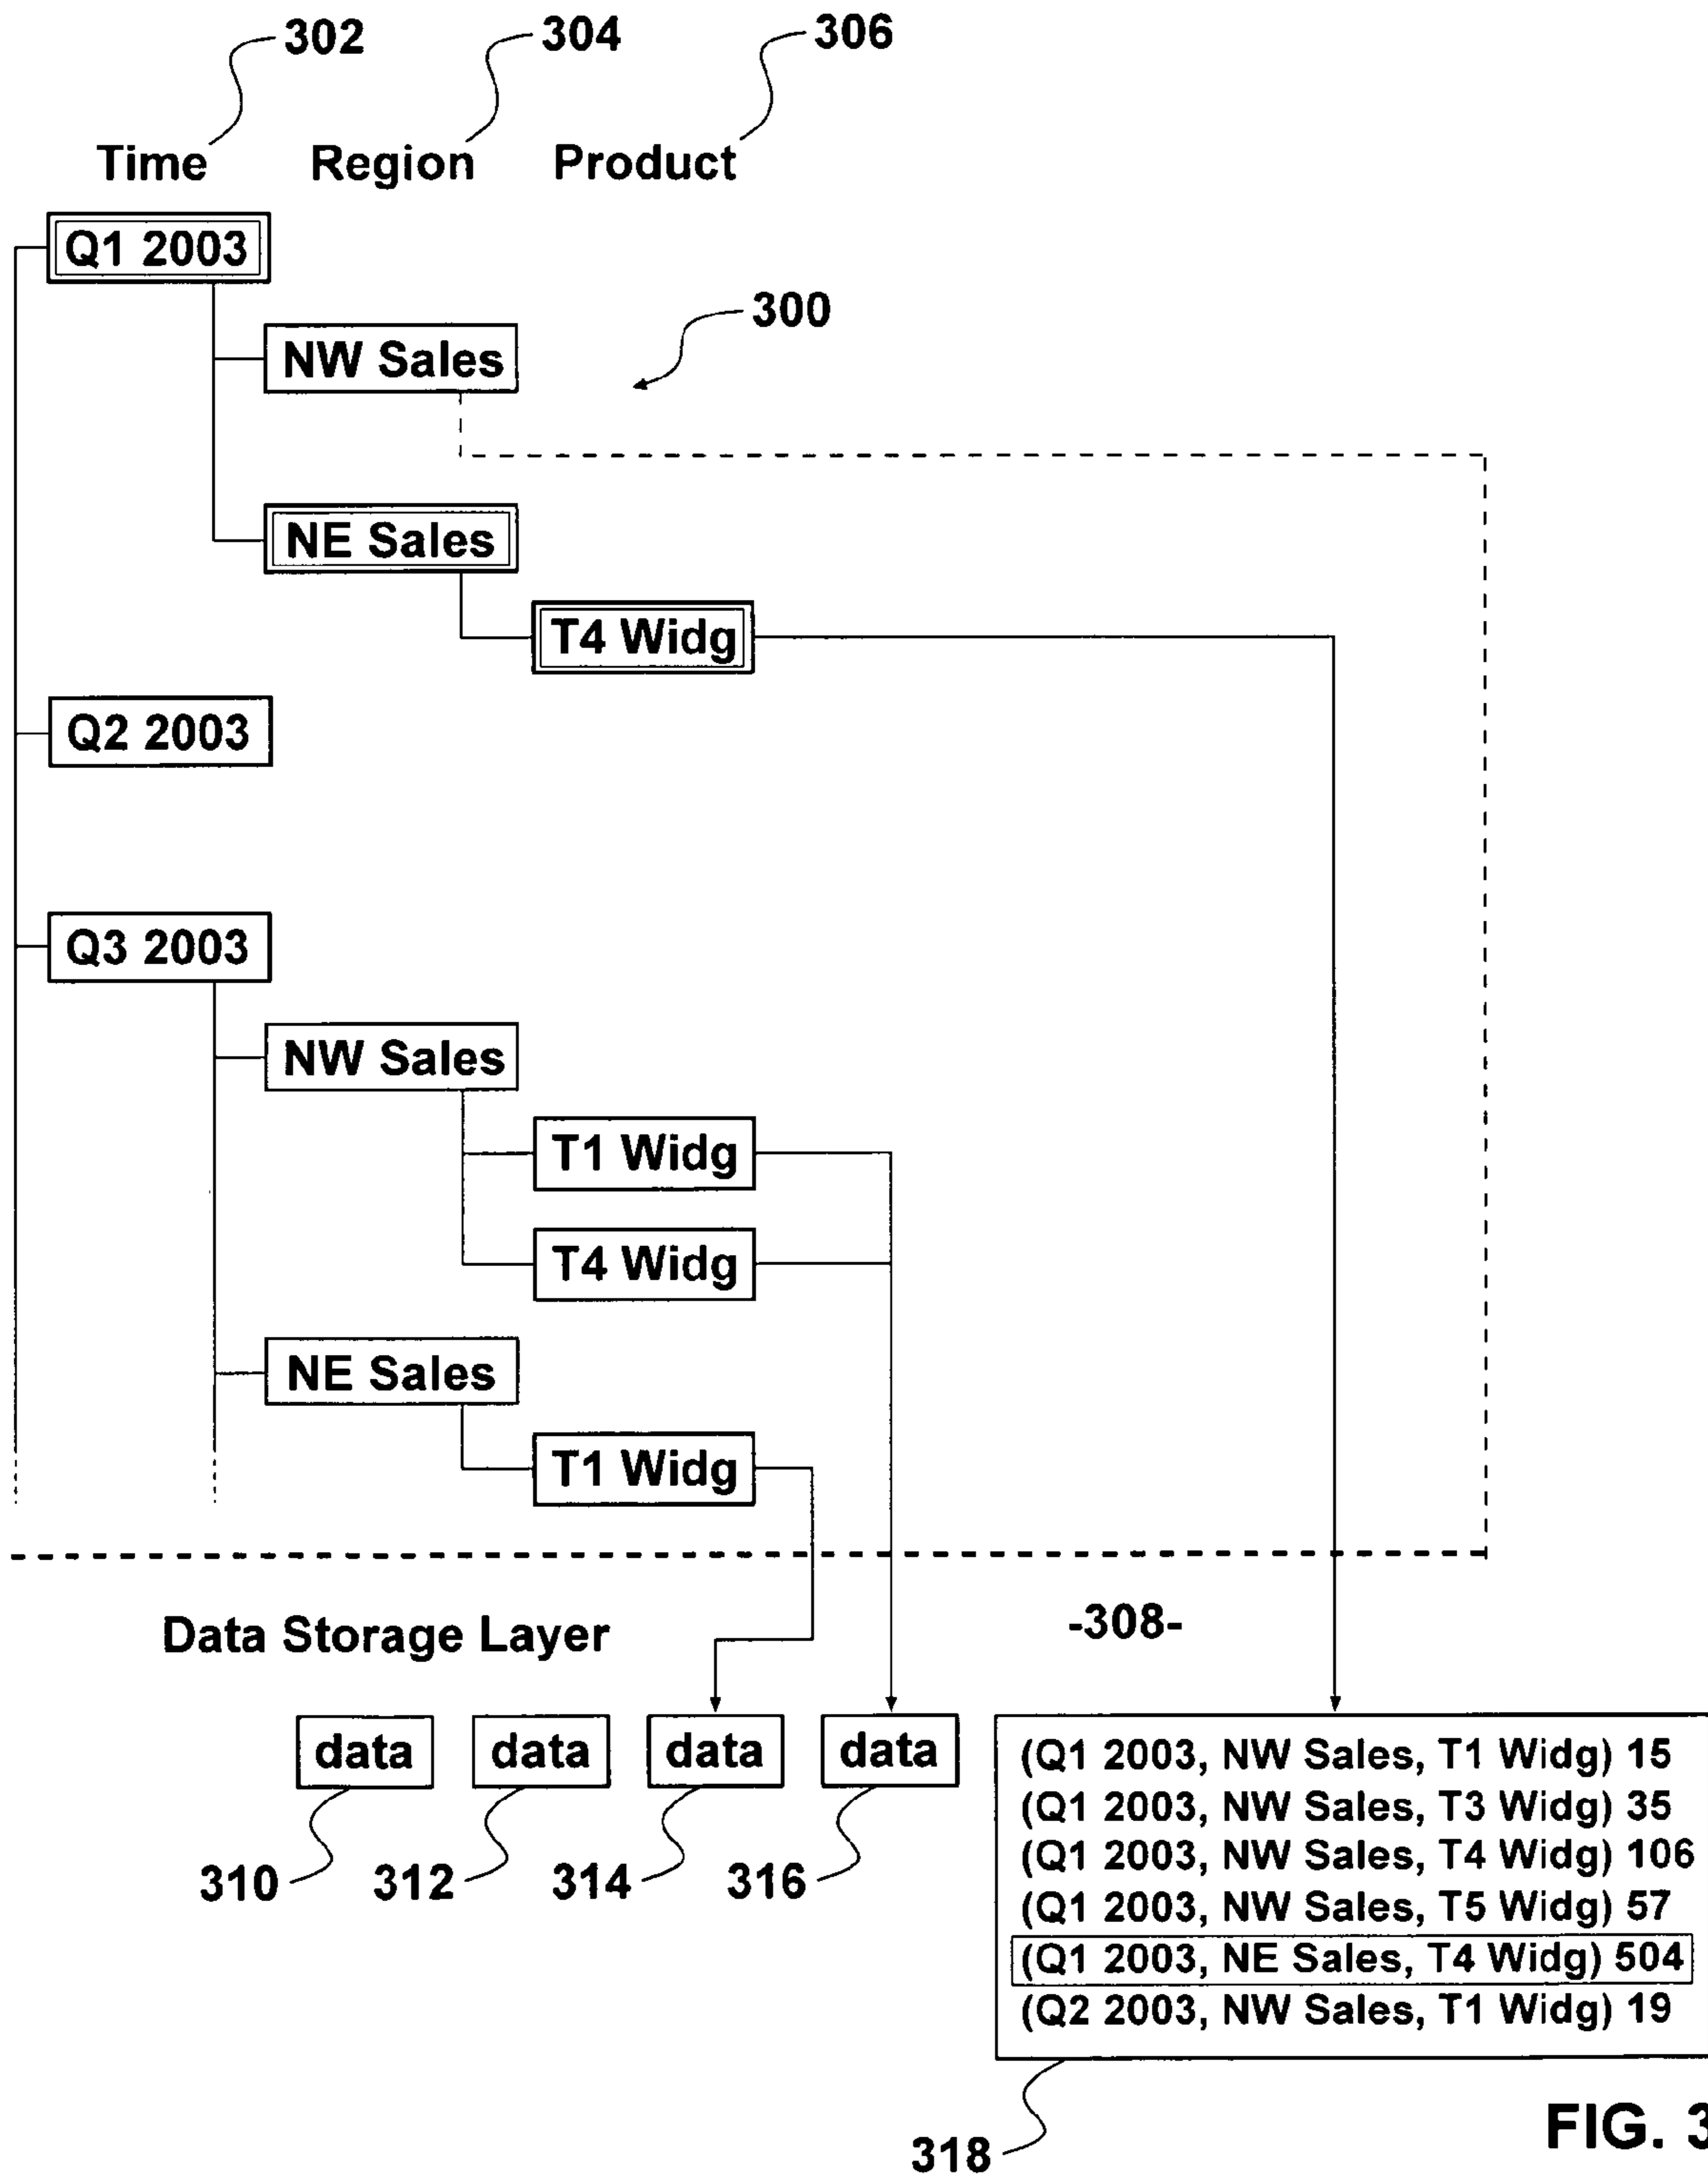 302 304 306
Time Region Product
Q1 2003
300
NW Sales
NE Sales
T4 Widg
Q2 2003
Q3 2003
NW Sales
T1 Widg
T4 Widg
NE Sales
T1 Widg
Data Storage Layer -308-
data data data data
310 312 314 316
(Q1 2003, NW Sales, T1 Widg) 15
(Q1 2003, NW Sales, T3 Widg) 35
(Q1 2003, NW Sales, T4 Widg) 106
(Q1 2003, NW Sales, T5 Widg) 57
(Q1 2003, NE Sales, T4 Widg) 504
(Q2 2003, NW Sales, T1 Widg) 19
318
FIG. 3